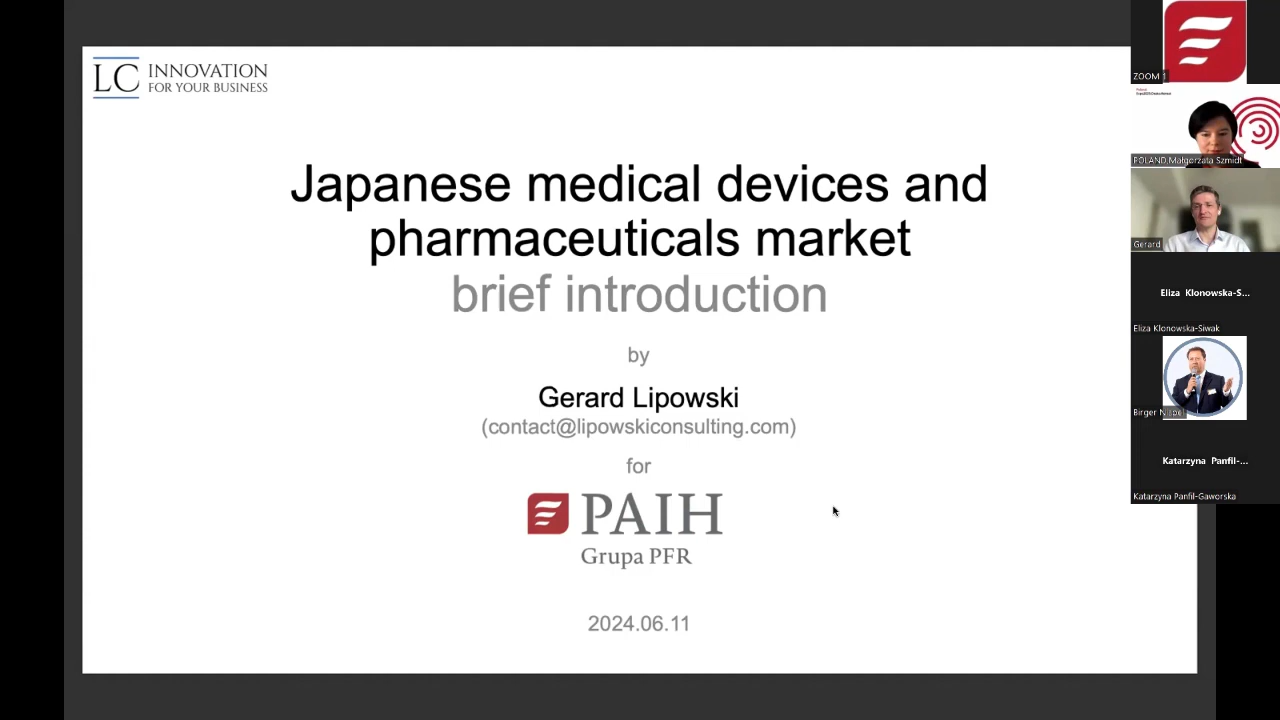 LC INNOVATION
FOR YOUR BUSINESS
Japanese medical devices and
pharmaceuticals market
brief introduction
by
Gerard Lipowski
(contact@lipowskiconsulting.com)
for
PAIH
Grupa PFR
2024.06.11
ZOOM 1
POLAND.Małgorzata Szmidt
Gerard
Eliza Klonowska-S...
Eliza Klonowska-Siwak
Birger
Katarzyna Panfil-...
Katarzyna Panfil-Gaworska